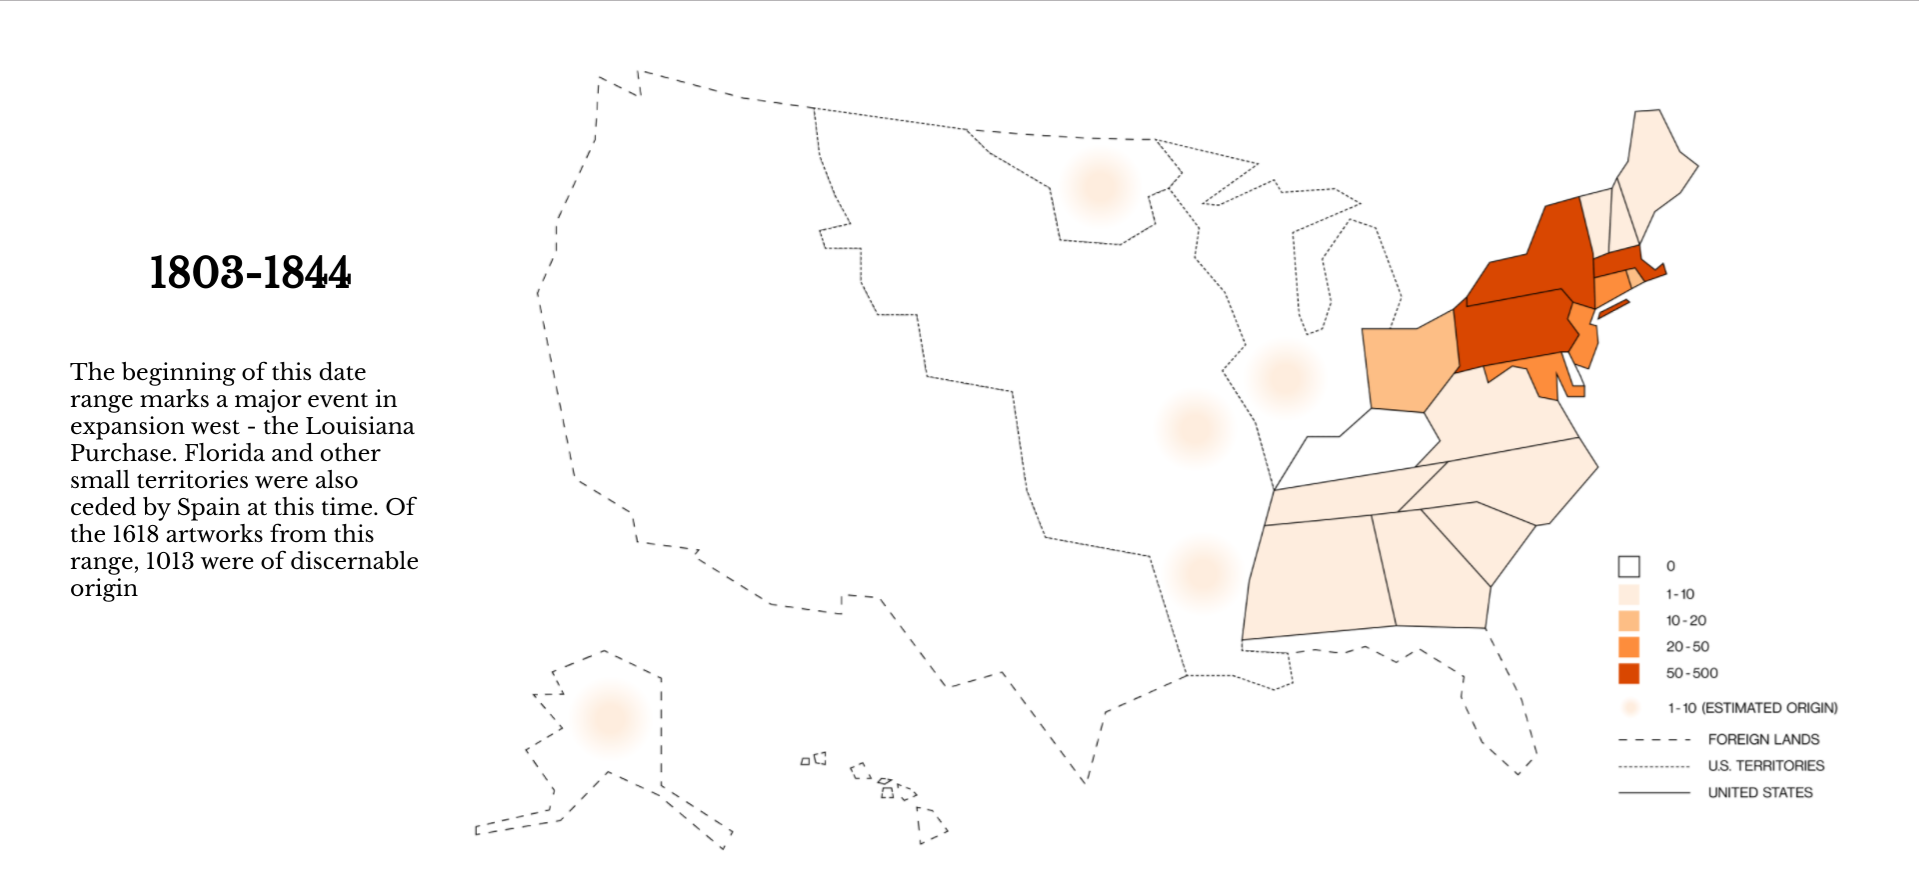 1803-1844
The beginning of this date
range marks a major event in
expansion west - the Louisiana
Purchase. Florida and other
small territories were also
ceded by Spain at this time. Of
the 1618 artworks from this
range, 1013 were of discernable
origin
0
1-10
10-20
20-50
50-500
1-10 (ESTIMATED ORIGIN)
FOREIGN LANDS
U.S. TERRITORIES
UNITED STATES